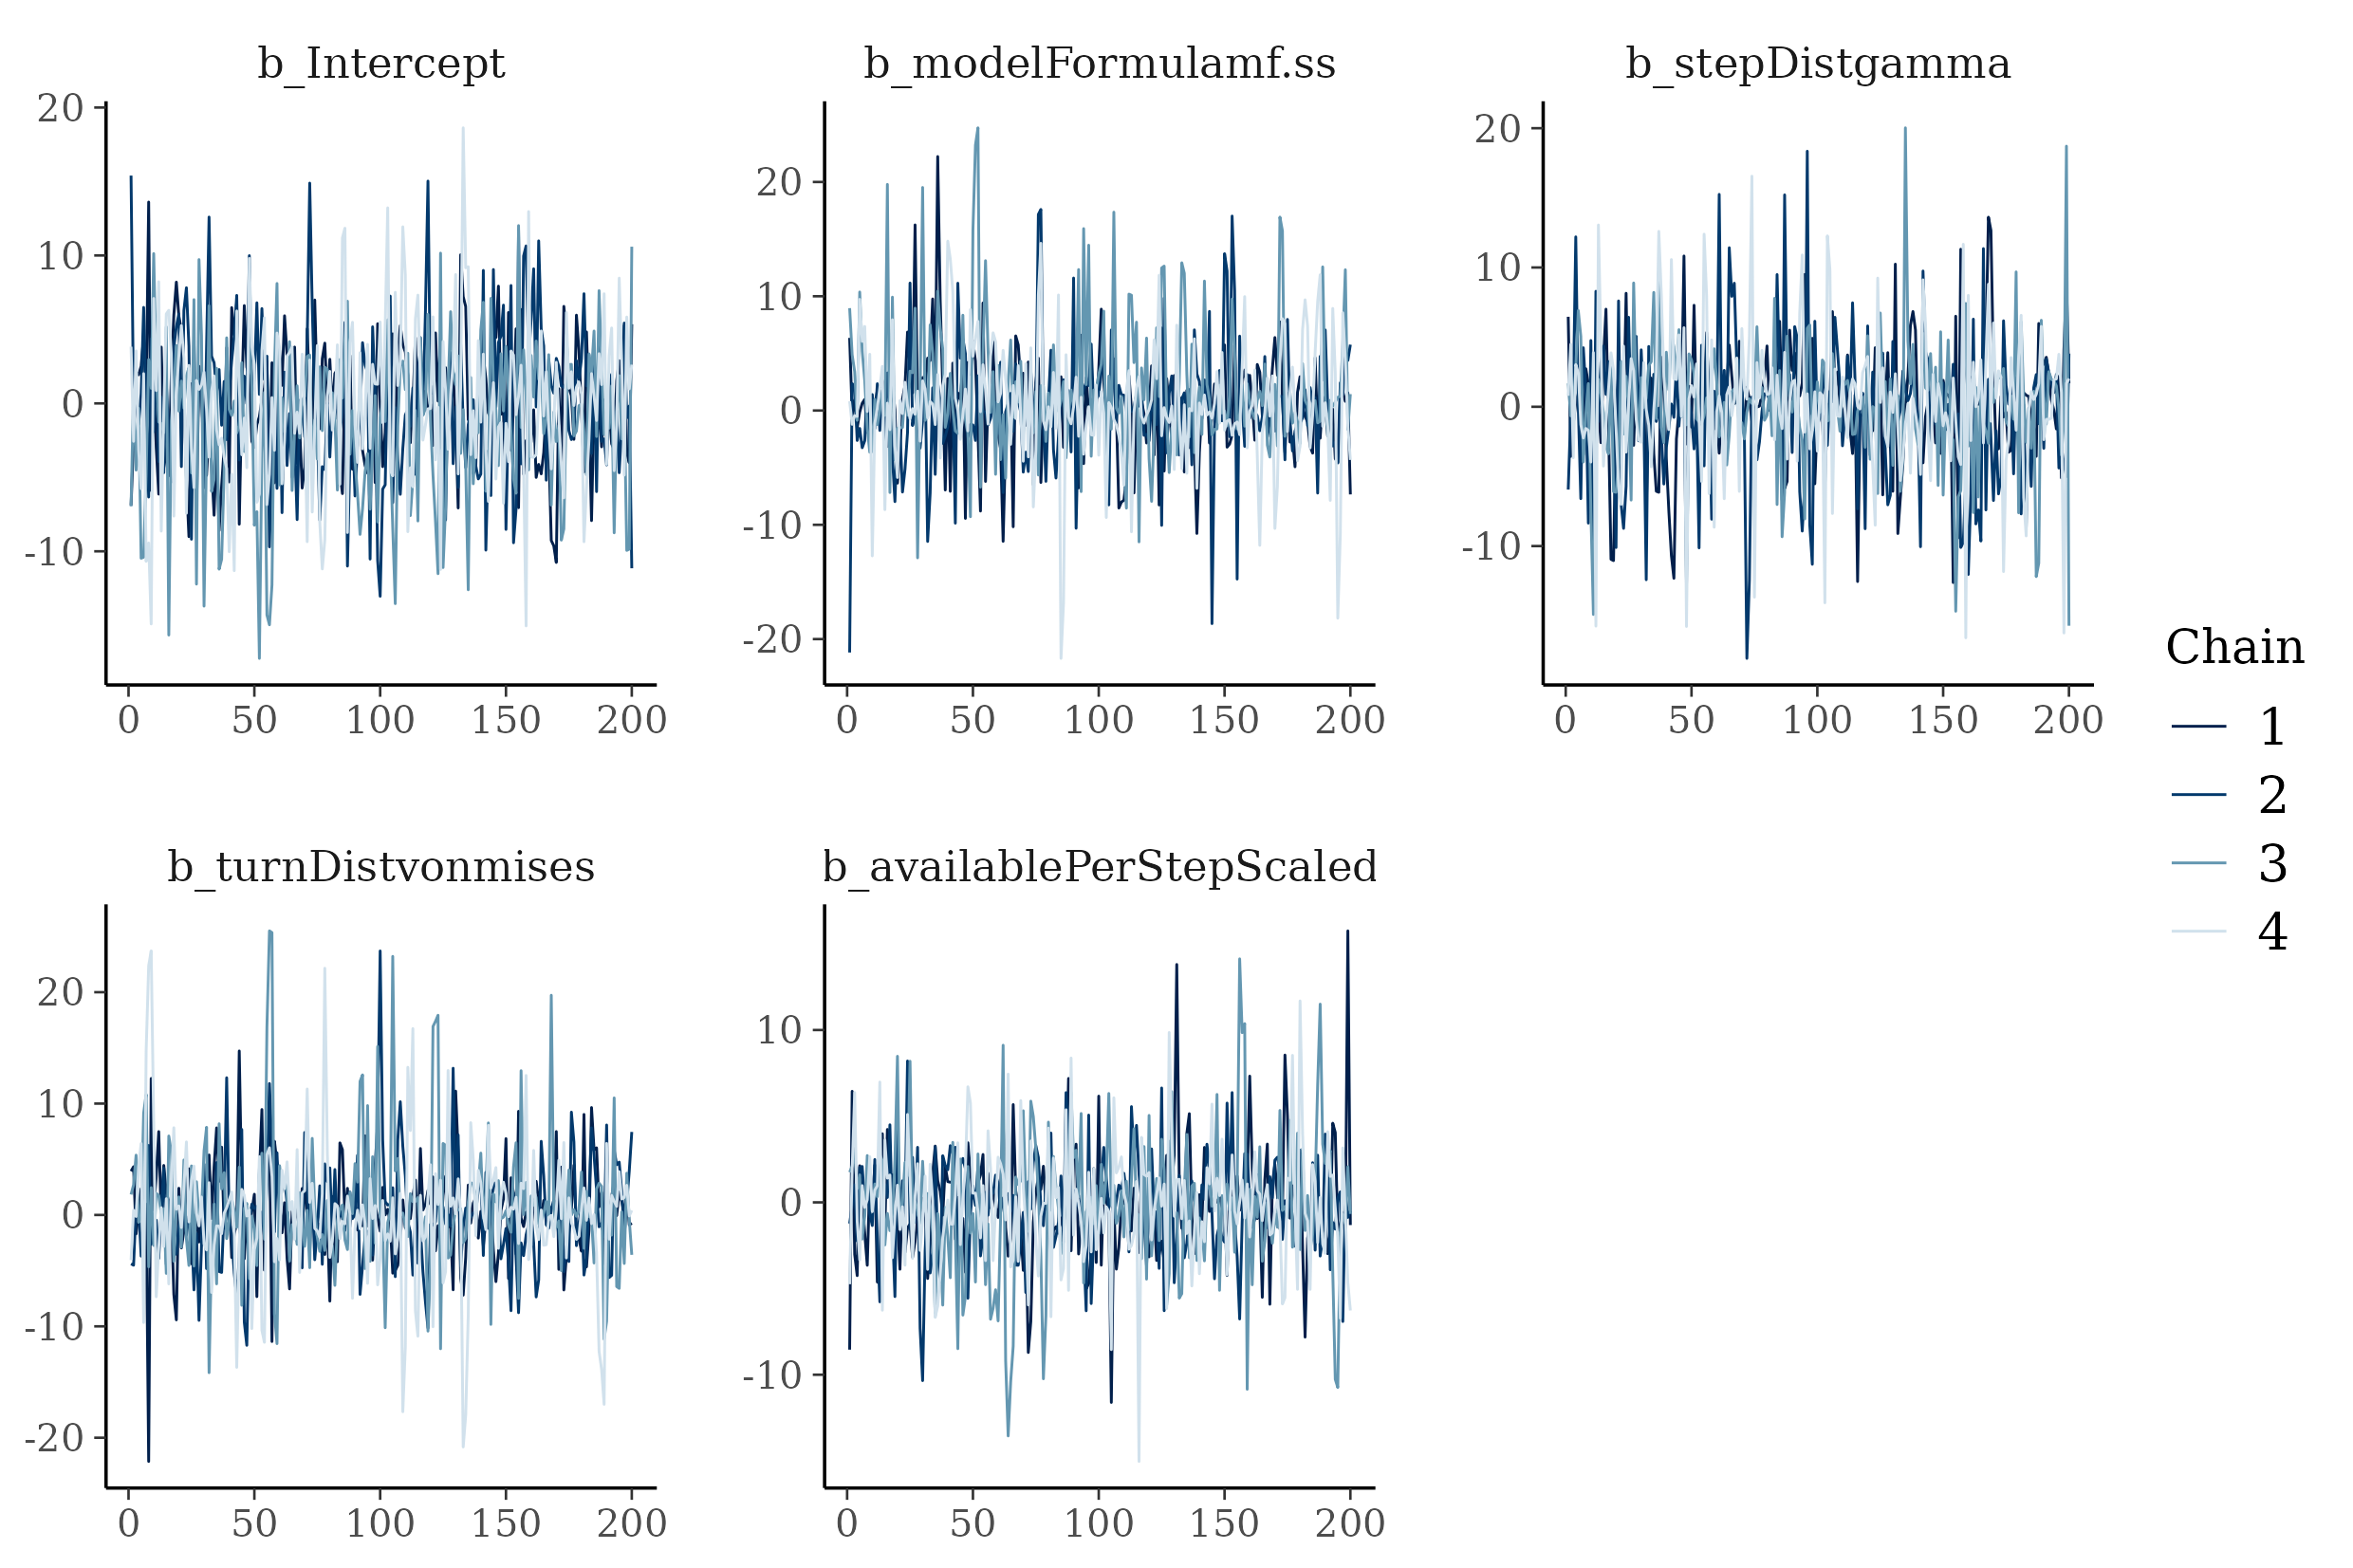 b_Intercept
b_modelFormulamf.ss
b_stepDistgamma
20
10
0
-10
0 50 100 150 200
20
10
0
-10
-20
0 50 100 150 200
20
10
0
-10
0 50 100 150 200
Chain
1
2
3
4
b_turnDistvonmises
b_availablePerStepScaled
20
10
0
-10
-20
0 50 100 150 200
10
0
-10
0 50 100 150 200